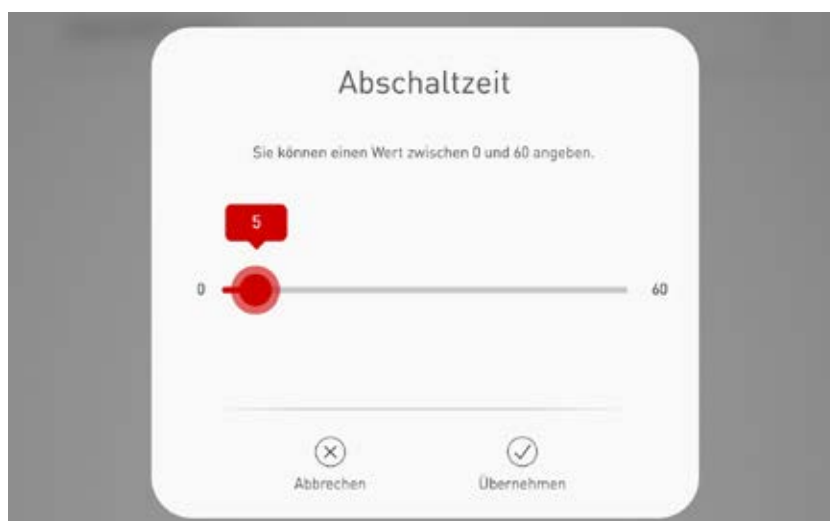 Abschaltzeit
Sie können einen Wert zwischen 0 und 60 angeben.
5
0 60
Abbrechen Übernehmen